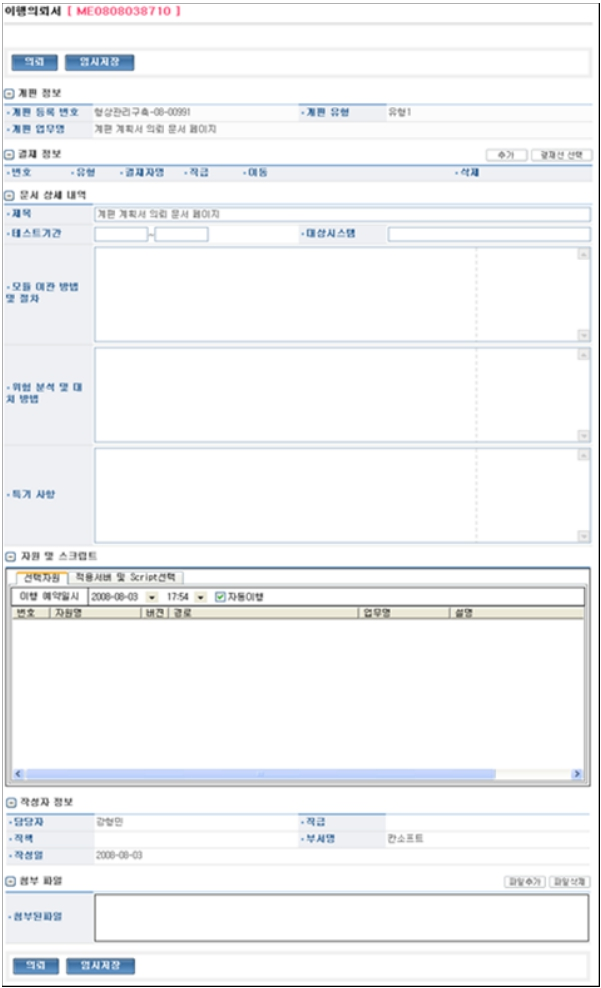 이행의뢰서 [ ME0808038710 ]
의뢰 임시저장
계편 정보
계편 등록 번호 형상관리구축-08-00991 계편 유형 유형1
계편 업무명 계편 계획서 의뢰 문서 페이지
결재 정보 추가 결재선 선택
번호 유형 결재자명 직급 이동 삭제
문서 상세 내역
제목 계편 계획서 의뢰 문서 페이지
테스트기간 ~ 대상시스템
모듈 이관 방법
및 절차
위험 분석 및 대
처 방법
특기 사항
자원 및 스크립트
선택자원 적용서버 및 Script선택
이행 예약일시 2008-08-03 17:54 자동이행
번호 자원명 버전 경로 업무명 설명
작성자 정보
담당자 강형민 직급
직책 부서명 칸소프트
작성일 2008-08-03
첨부 파일 파일추가 파일삭제
첨부된파일
의뢰 임시저장